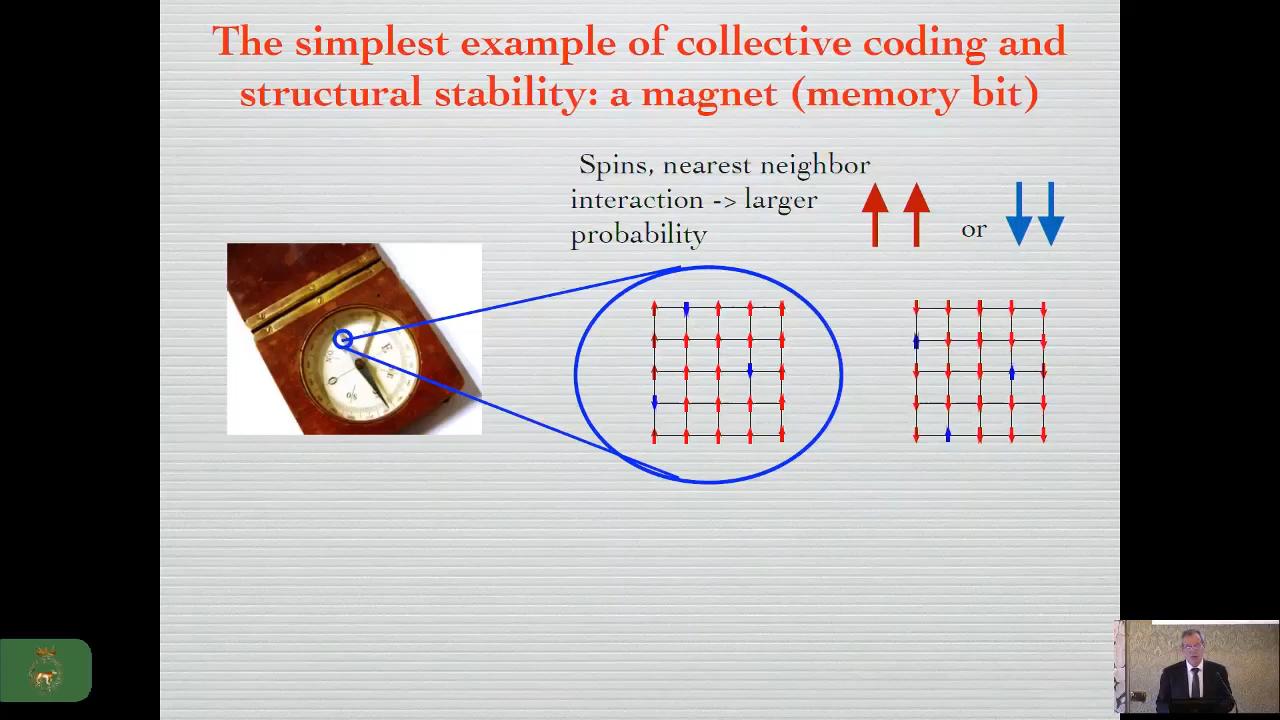 The simplest example of collective coding and
structural stability: a magnet (memory bit)
Spins, nearest neighbor
interaction -> larger
probability
or
E